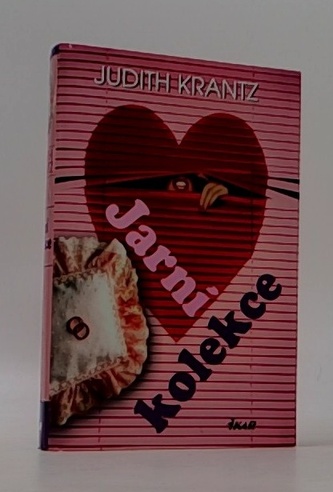 JUDITH KRANTZ
Jarní
kolekce
IKAR